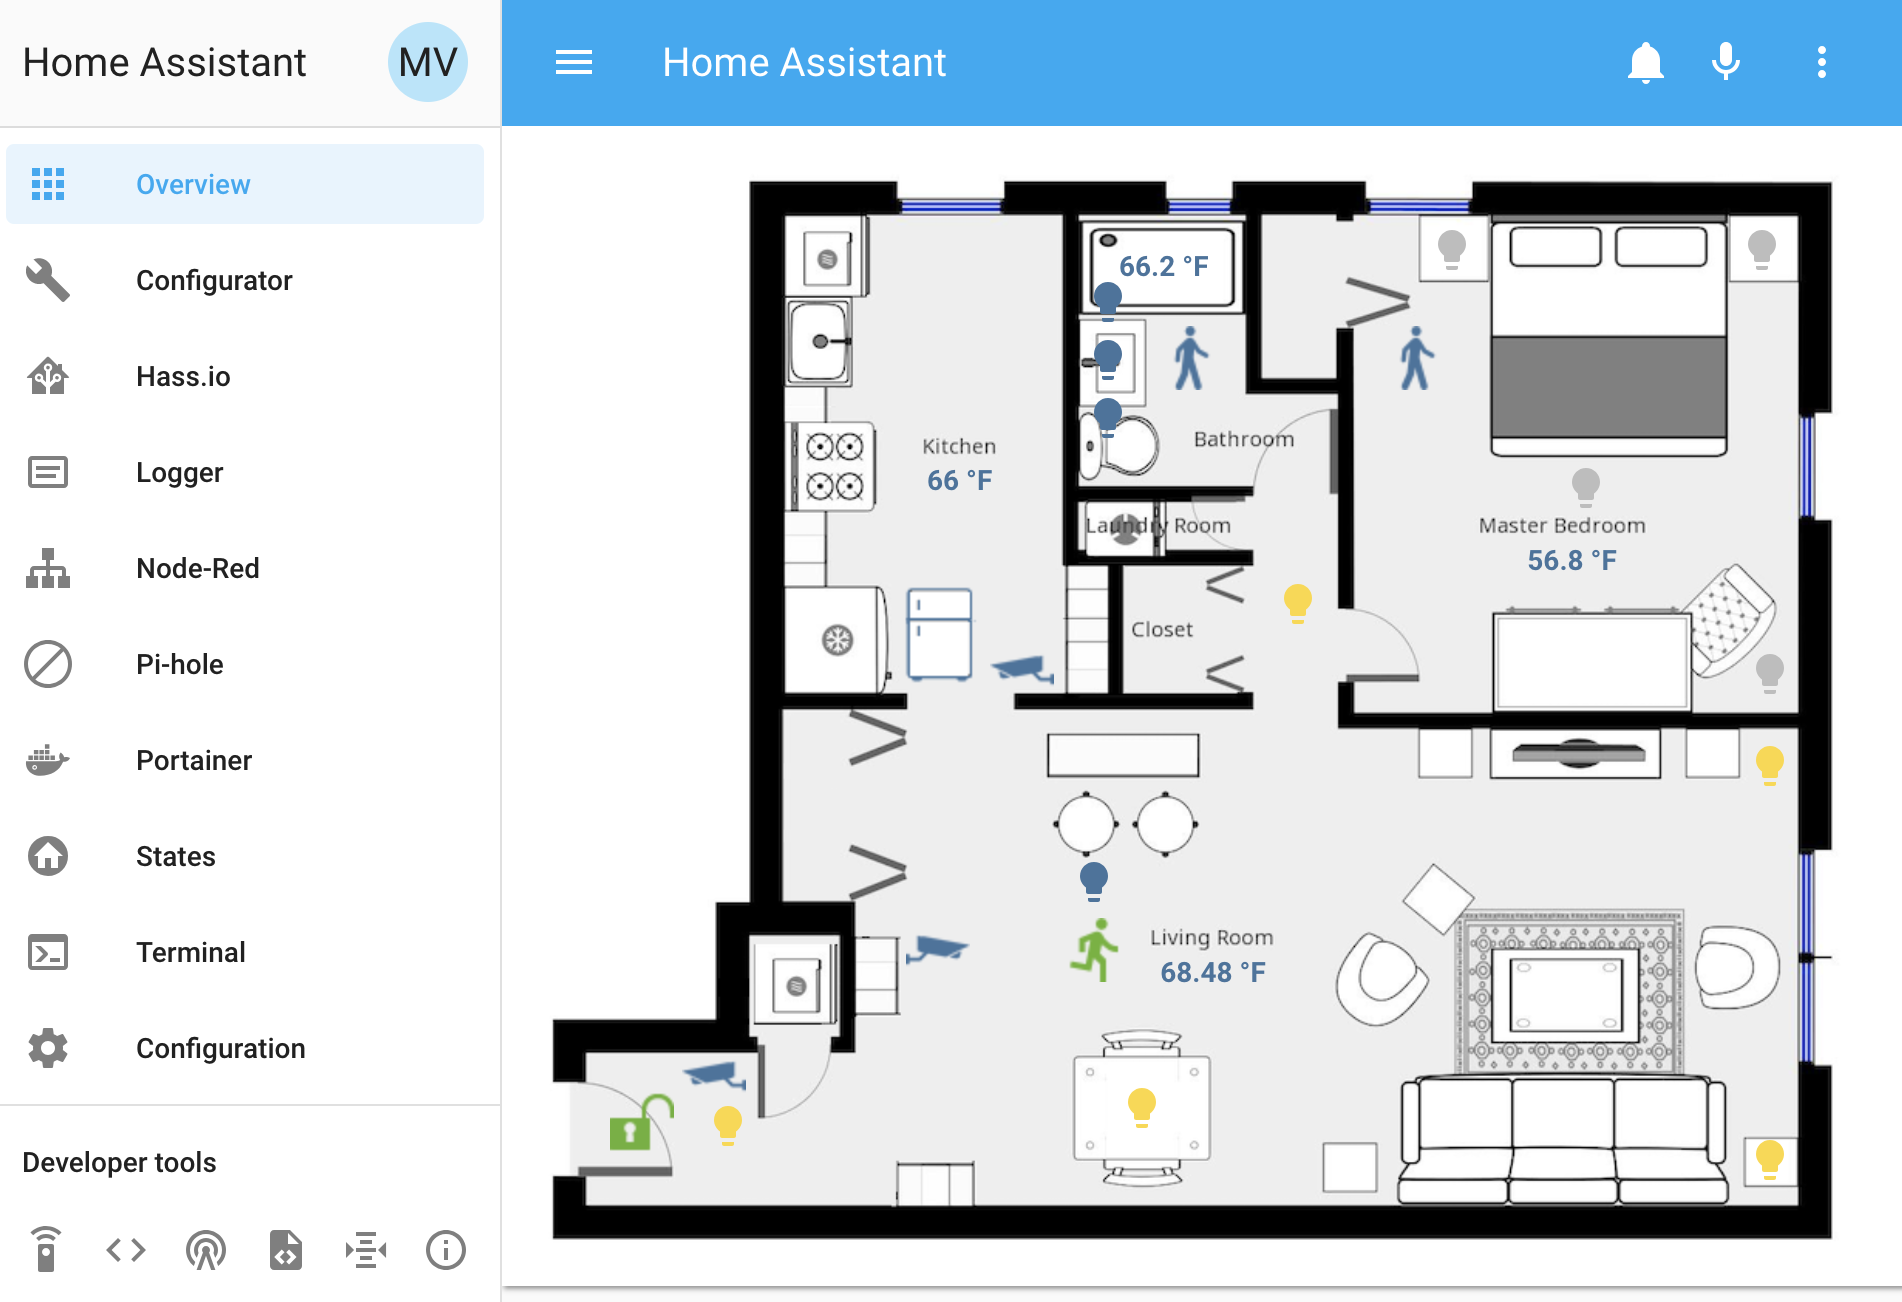 Home Assistant
MV
Home Assistant
Overview
Configurator
Hass.io
Logger
Node-Red
Pi-hole
Portainer
States
Terminal
Configuration
Developer tools
66.2 °F
Kitchen
66 °F
Bathroom
Laundry Room
Master Bedroom
56.8 °F
Closet
Living Room
68.48 °F